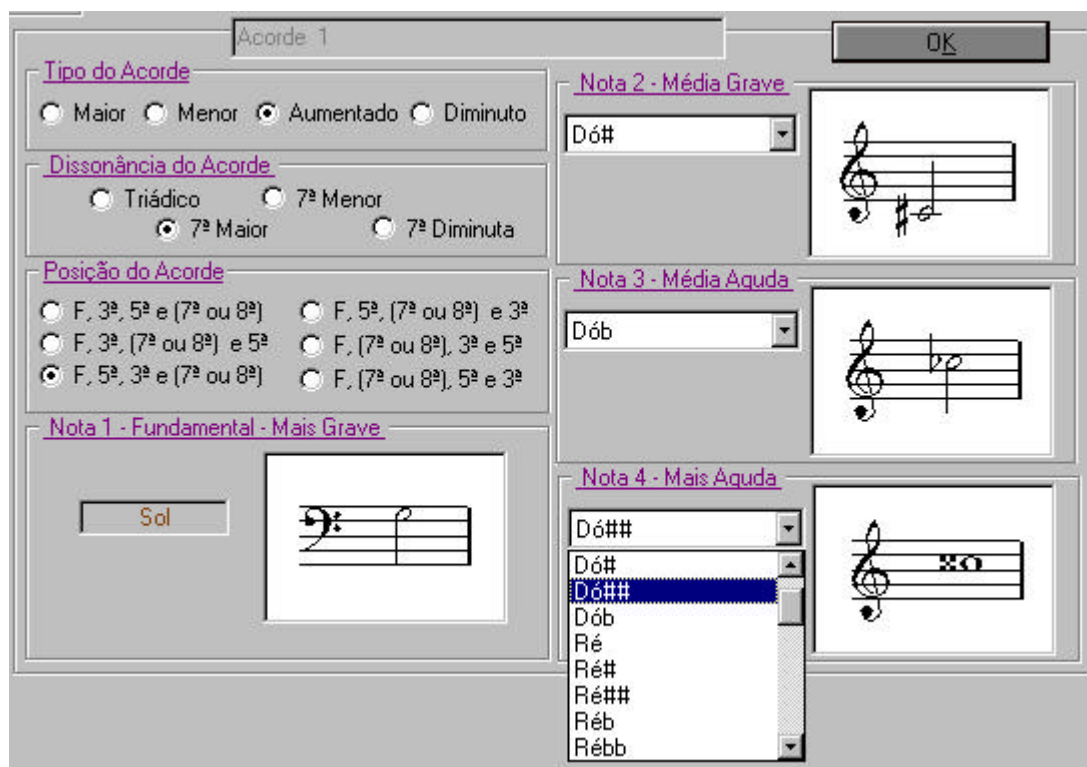 Acorde 1
OK
Tipo do Acorde
Maior Menor Aumentado Diminuto
Dissonância do Acorde
Triádico 7ª Menor
7ª Maior 7ª Diminuta
Posição do Acorde
F, 3ª, 5ª e (7ª ou 8ª) F, 5ª, (7ª ou 8ª) e 3ª
F, 3ª, (7ª ou 8ª) e 5ª F, (7ª ou 8ª), 3ª e 5ª
F, 5ª, 3ª e (7ª ou 8ª) F, (7ª ou 8ª), 5ª e 3ª
Nota 1 - Fundamental - Mais Grave
Sol
Nota 2 - Média Grave
Dó#
Nota 3 - Média Aguda
Dób
Nota 4 - Mais Aguda
Dó##
Dó#
Dó##
Dób
Ré
Ré#
Ré##
Réb
Rébb